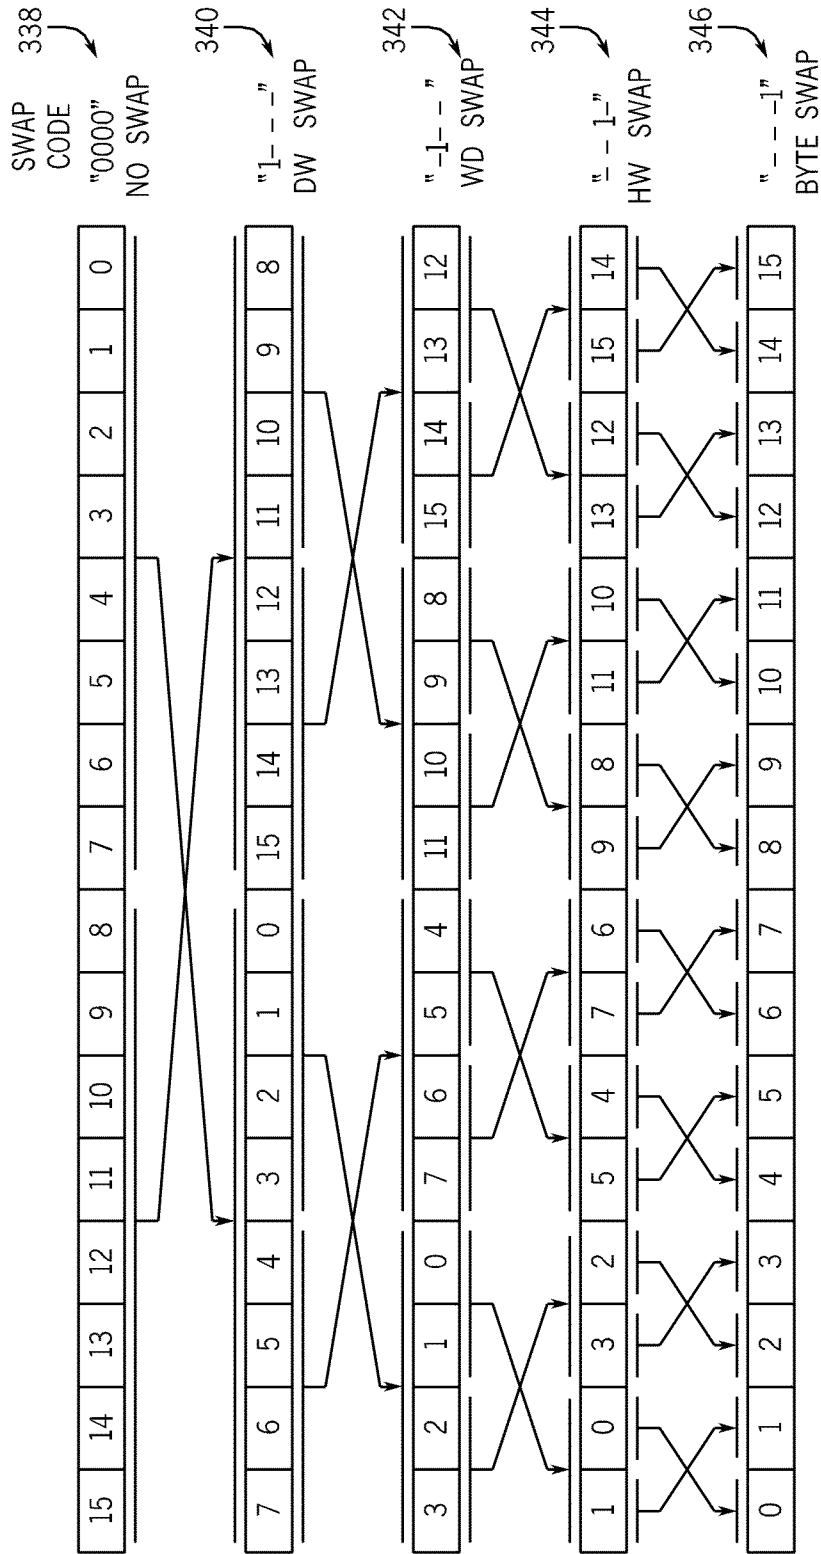 SWAP 338
CODE
15 14 13 12 11 10 9 8 7 6 5 4 3 2 1 0 “0000”
NO SWAP
340
7 6 5 4 3 2 1 0 15 14 13 12 11 10 9 8 “1- - -”
DW SWAP
342
3 2 1 0 7 6 5 4 11 10 9 8 15 14 13 12 “ -1- - ”
WD SWAP
344
1 0 3 2 5 4 7 6 9 8 11 10 13 12 15 14 “ - - 1-”
HW SWAP
346
0 1 2 3 4 5 6 7 8 9 10 11 12 13 14 15 “ - - -1”
BYTE SWAP